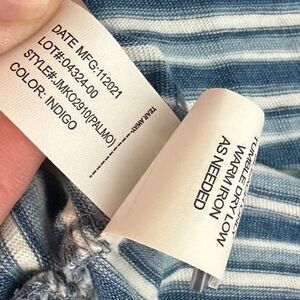 DATE MFG:112021
LOT#:04324-00
STYLE#:JMKO2910(PALMO)
COLOR: INDIGO
TEAR AWAY
TUMBLE DRY LOW
WARM IRON
AS NEEDED